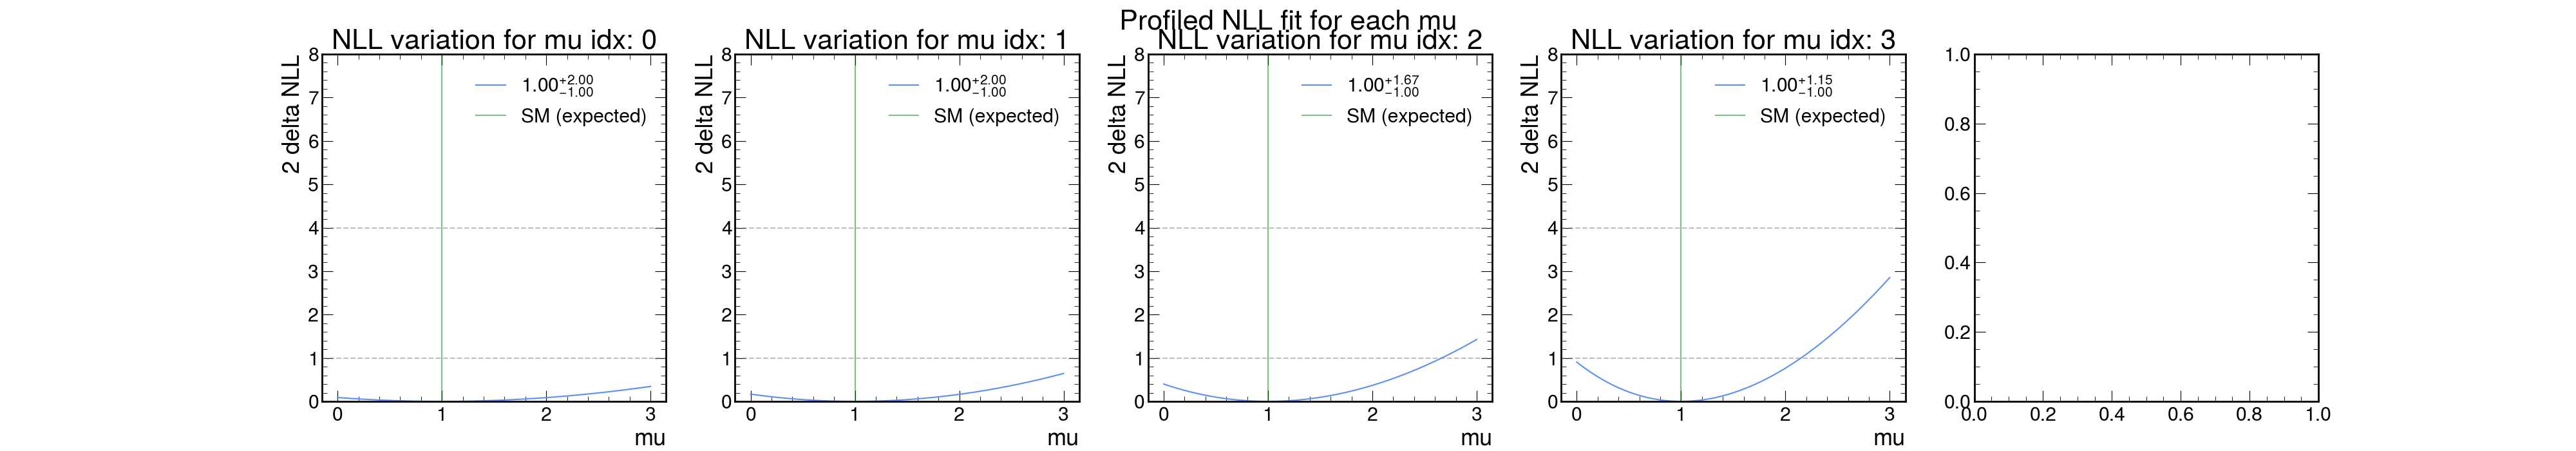 Profiled NLL fit for each mu
NLL variation for mu idx: 0
2 delta NLL
8
7
6
5
4
3
2
1
0
1.00+2.00−1.00
SM (expected)
0 1 2 3
mu
NLL variation for mu idx: 1
2 delta NLL
8
7
6
5
4
3
2
1
0
1.00+2.00−1.00
SM (expected)
0 1 2 3
mu
NLL variation for mu idx: 2
2 delta NLL
8
7
6
5
4
3
2
1
0
1.00+1.67−1.00
SM (expected)
0 1 2 3
mu
NLL variation for mu idx: 3
2 delta NLL
8
7
6
5
4
3
2
1
0
1.00+1.15−1.00
SM (expected)
0 1 2 3
mu
1.0
0.8
0.6
0.4
0.2
0.0
0.0 0.2 0.4 0.6 0.8 1.0